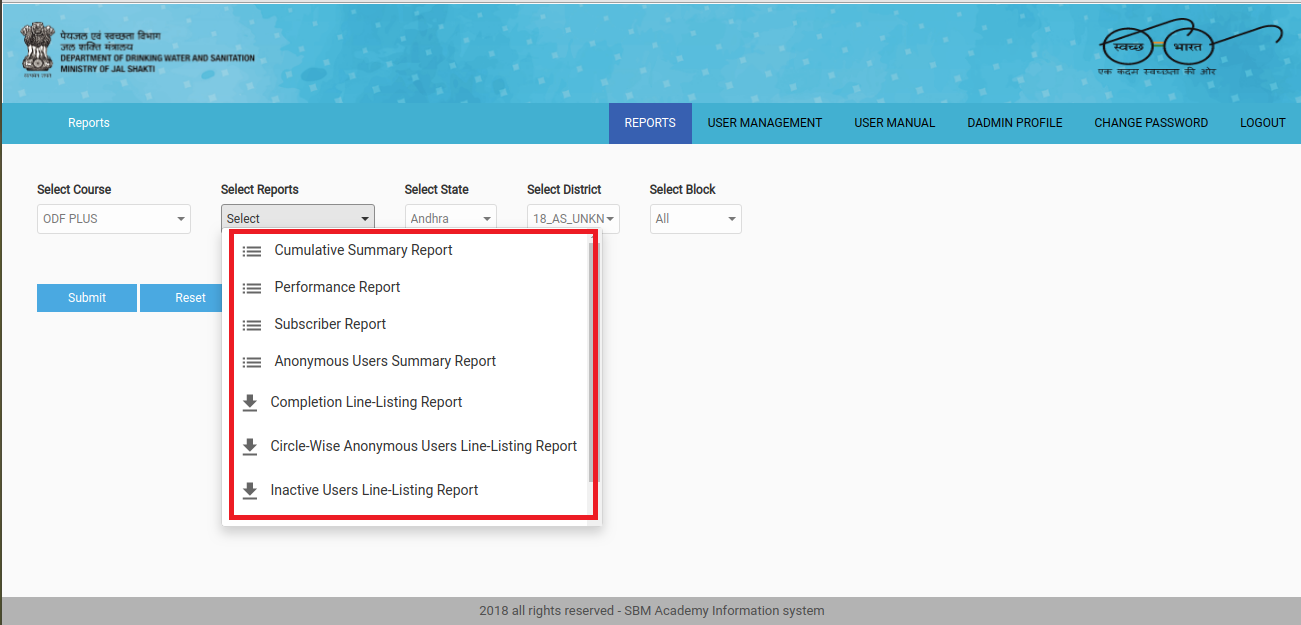 पेयजल एवं स्वच्छता विभाग
जल शक्ति मंत्रालय
DEPARTMENT OF DRINKING WATER AND SANITATION
MINISTRY OF JAL SHAKTI
स्वच्छ भारत
एक कदम स्वच्छता की ओर
Reports
REPORTS USER MANAGEMENT USER MANUAL DADMIN PROFILE CHANGE PASSWORD LOGOUT
Select Course Select Reports Select State Select District Select Block
ODF PLUS Select Andhra 18_AS_UNKN All
Cumulative Summary Report
Performance Report
Submit Reset
Subscriber Report
Anonymous Users Summary Report
Completion Line-Listing Report
Circle-Wise Anonymous Users Line-Listing Report
Inactive Users Line-Listing Report
2018 all rights reserved - SBM Academy Information system